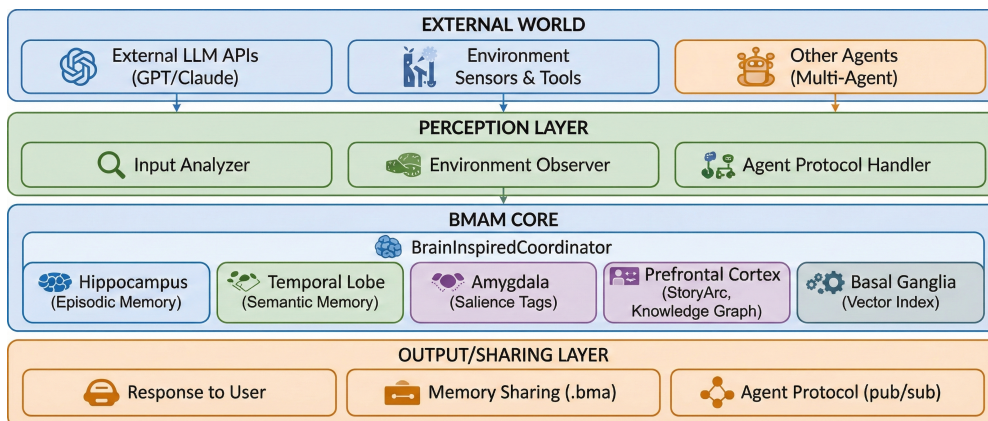 EXTERNAL WORLD
External LLM APIs
(GPT/Claude)
Environment
Sensors & Tools
Other Agents
(Multi-Agent)
PERCEPTION LAYER
Input Analyzer
Environment Observer
Agent Protocol Handler
BMAM CORE
BrainInspiredCoordinator
Hippocampus
(Episodic Memory)
Temporal Lobe
(Semantic Memory)
Amygdala
(Salience Tags)
Prefrontal Cortex
(StoryArc,
Knowledge Graph)
Basal Ganglia
(Vector Index)
OUTPUT/SHARING LAYER
Response to User
Memory Sharing (.bma)
Agent Protocol (pub/sub)